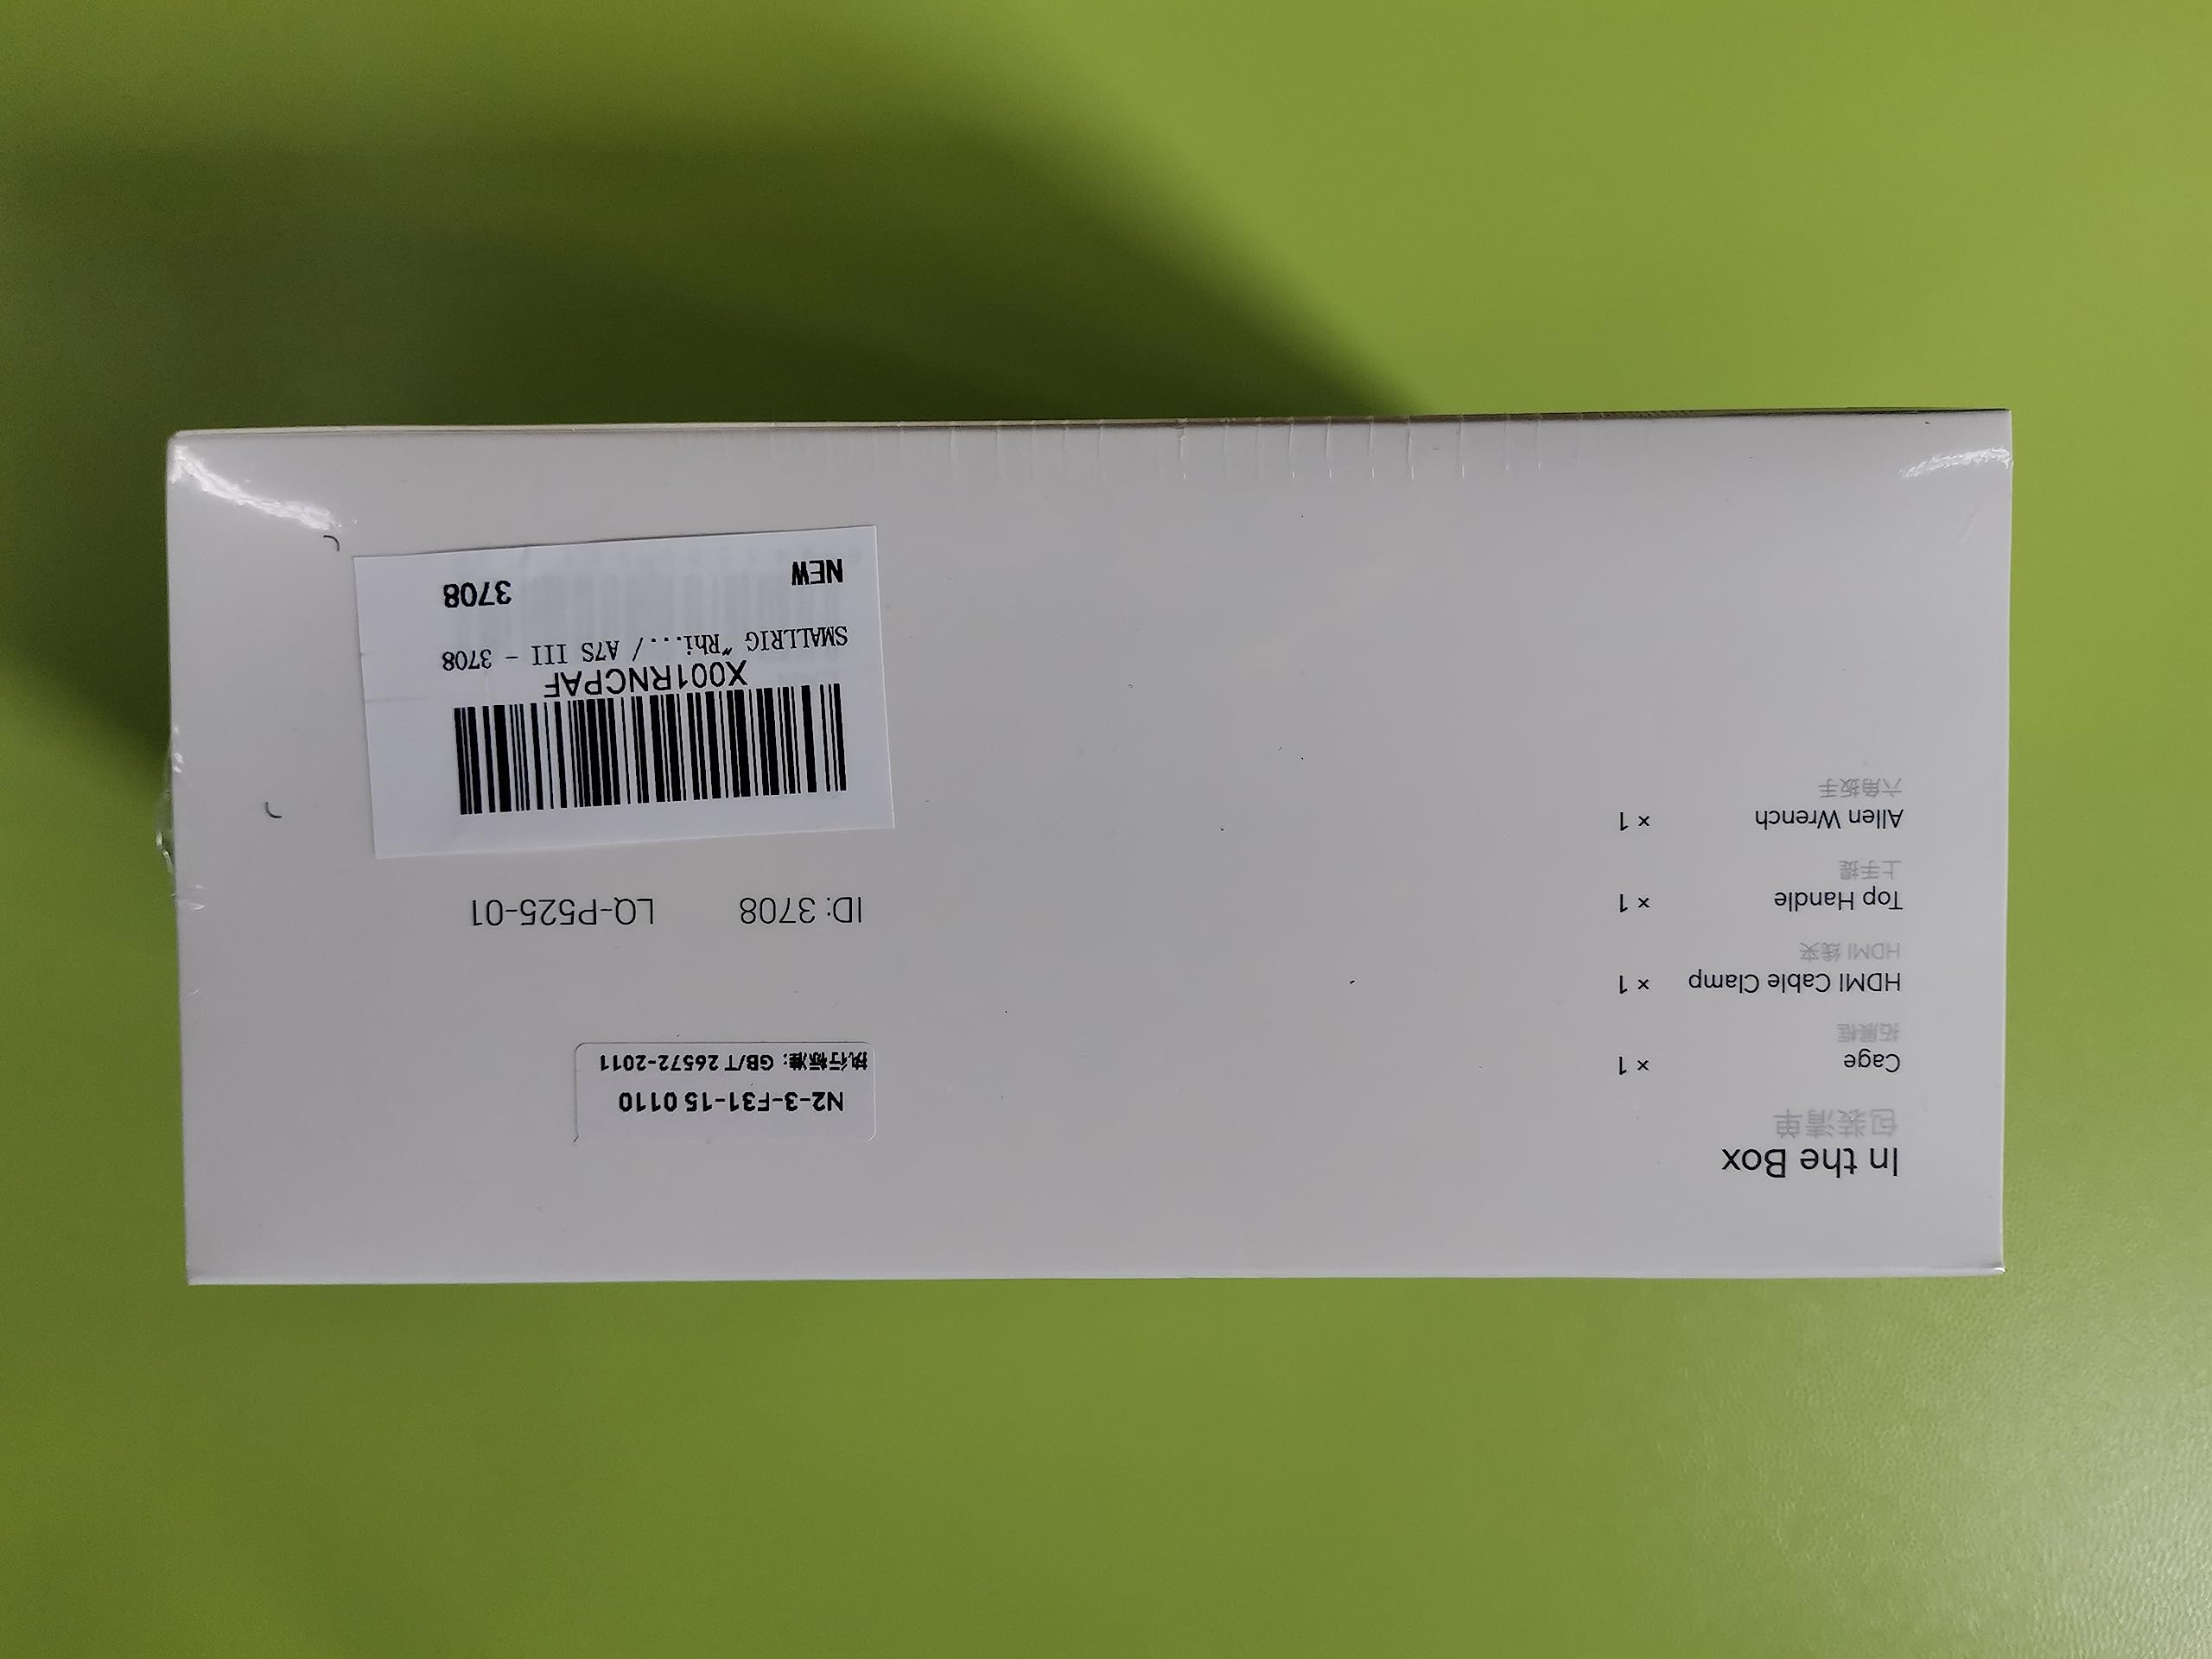 In the Box
包装清单
Cage × 1
拓展框
HDMI Cable Clamp × 1
HDMI 线夹
Top Handle × 1
上手提
Allen Wrench × 1
六角扳手
N2-3-F31-15 0110
执行标准: GB/T 26572-2011
ID: 3708 LQ-P525-01
X001RNCPAF
SMALLRIG "Rhi.../ A7S III - 3708
NEW 3708